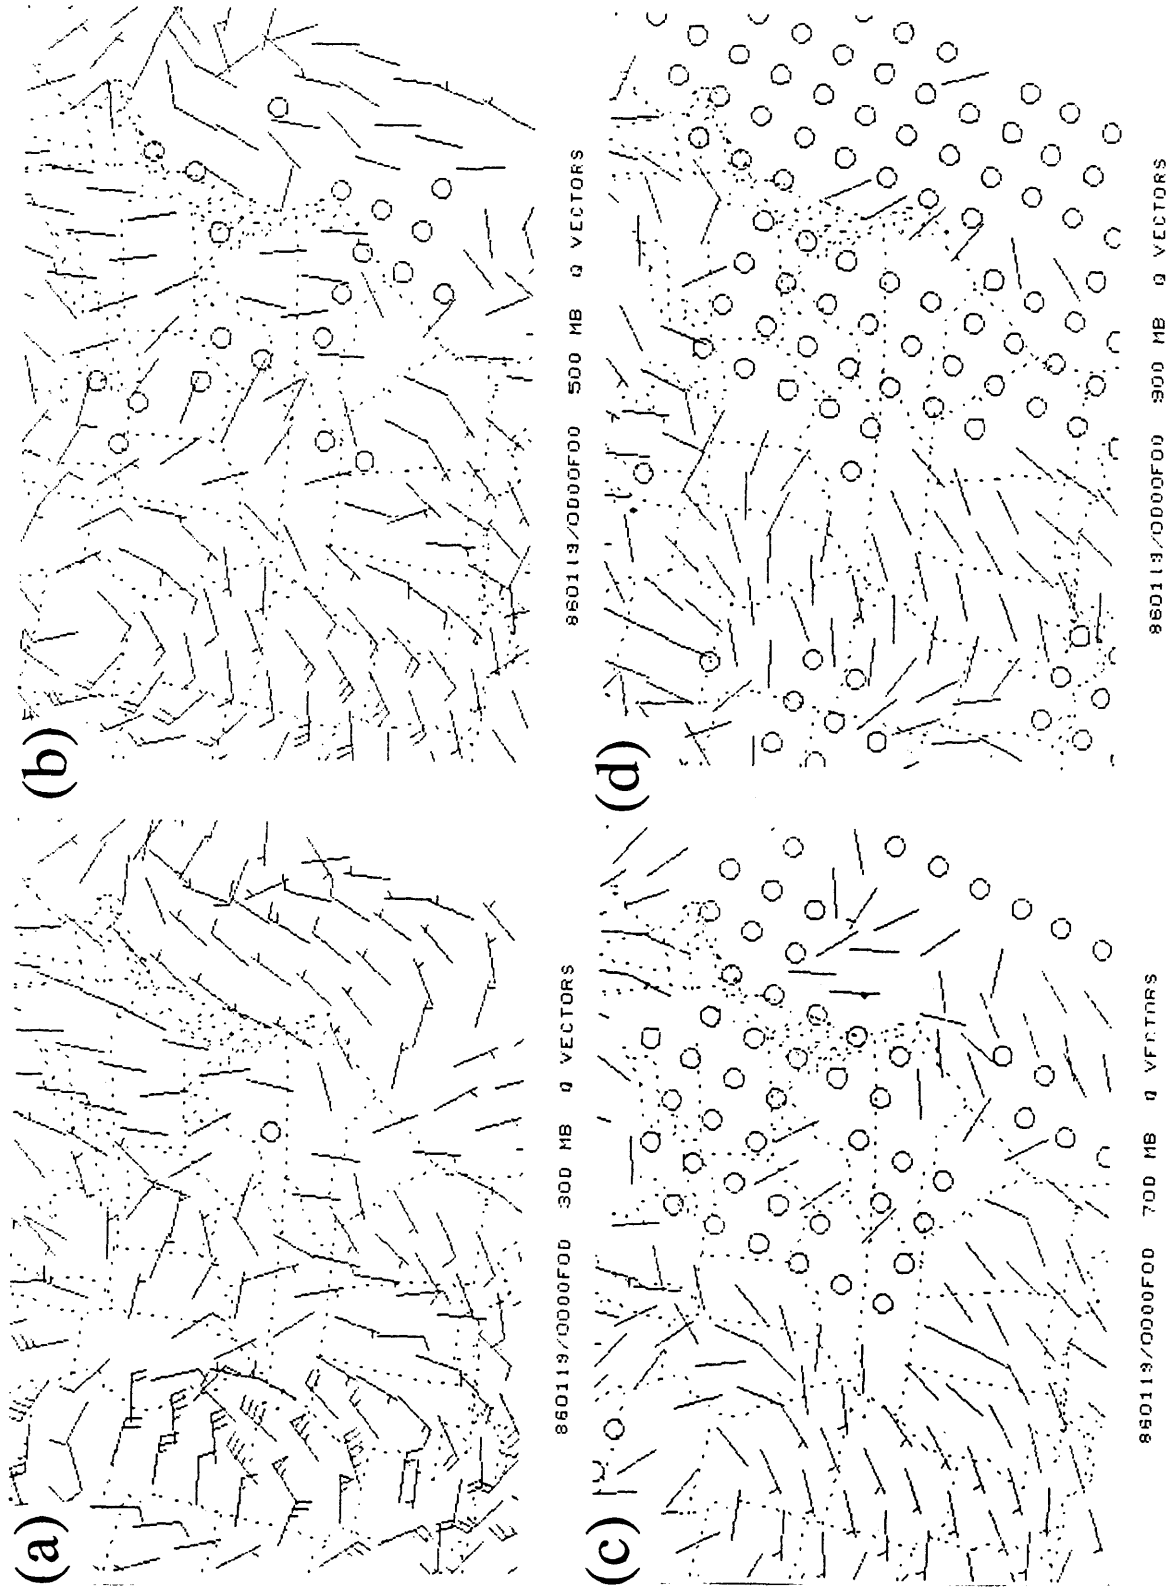 (a)
860119/0000F00 300 MB Q VECTORS
(b)
860119/0000F00 500 MB Q VECTORS
(c)
860119/0000F00 700 MB Q VECTORS
(d)
860119/0000F00 900 MB Q VECTORS